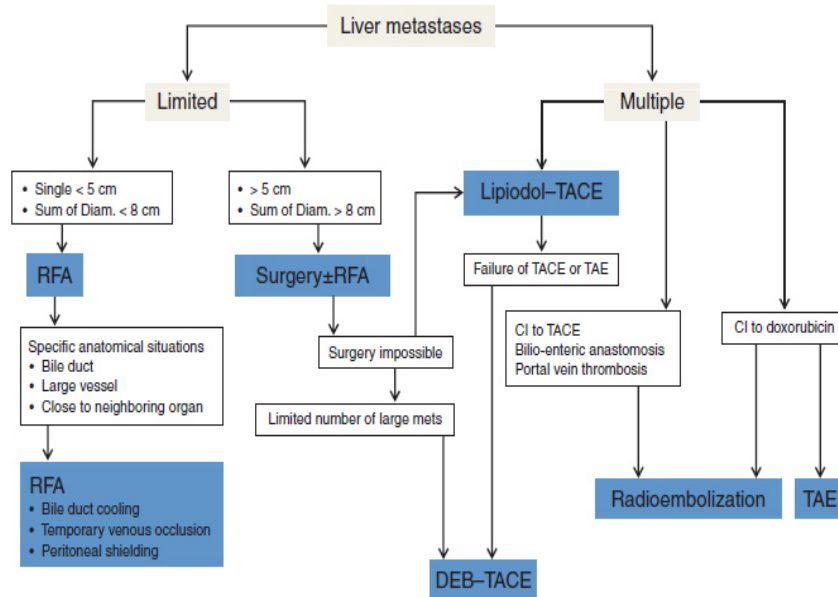 Liver metastases
Limited
Multiple
• Single < 5 cm
• Sum of Diam. < 8 cm
• > 5 cm
• Sum of Diam. > 8 cm
Lipiodol–TACE
RFA
Surgery±RFA
Failure of TACE or TAE
Specific anatomical situations
• Bile duct
• Large vessel
• Close to neighboring organ
Surgery impossible
CI to TACE
Bilio-enteric anastomosis
Portal vein thrombosis
CI to doxorubicin
Limited number of large mets
RFA
• Bile duct cooling
• Temporary venous occlusion
• Peritoneal shielding
Radioembolization
TAE
DEB–TACE